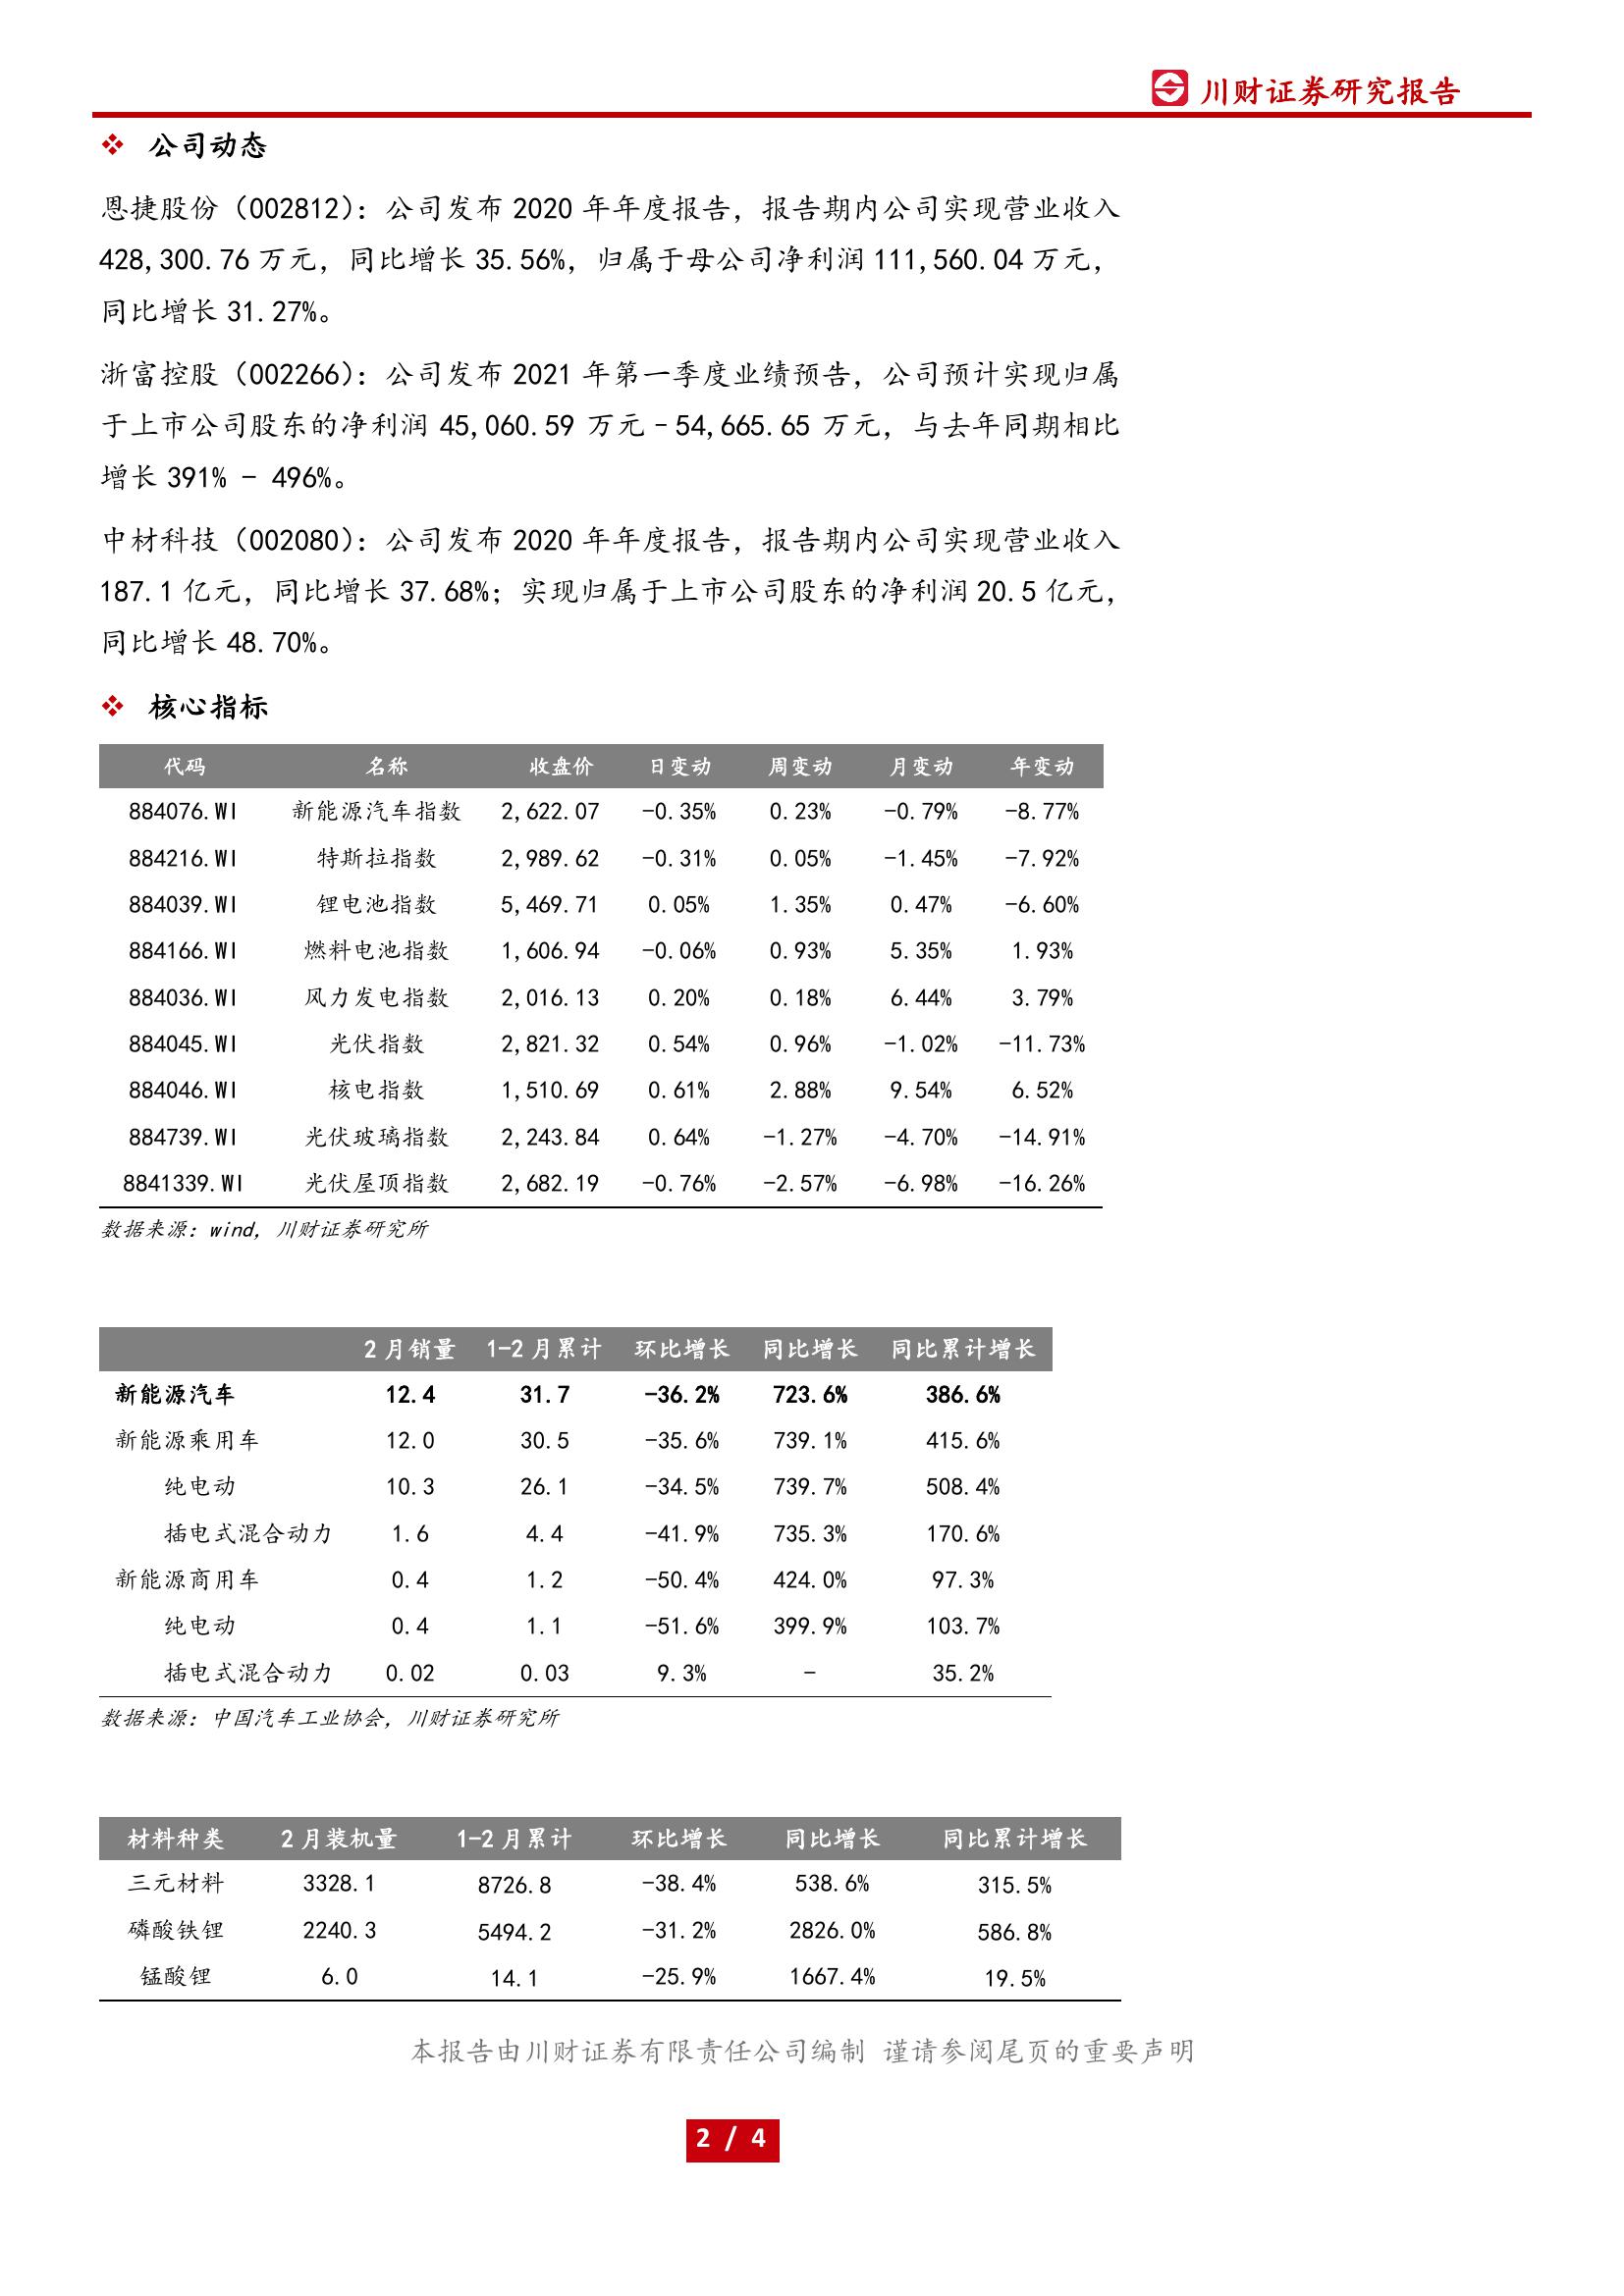 川财证券研究报告
公司动态
恩捷股份（002812）：公司发布 2020 年年度报告，报告期内公司实现营业收入
428,300.76 万元，同比增长 35.56%，归属于母公司净利润 111,560.04 万元，
同比增长 31.27%。
浙富控股（002266）：公司发布 2021 年第一季度业绩预告，公司预计实现归属
于上市公司股东的净利润 45,060.59 万元–54,665.65 万元，与去年同期相比
增长 391% - 496%。
中材科技（002080）：公司发布 2020 年年度报告，报告期内公司实现营业收入
187.1 亿元，同比增长 37.68%；实现归属于上市公司股东的净利润 20.5 亿元，
同比增长 48.70%。
核心指标
代码 名称 收盘价 日变动 周变动 月变动 年变动
884076.WI 新能源汽车指数 2,622.07 -0.35% 0.23% -0.79% -8.77%
884216.WI 特斯拉指数 2,989.62 -0.31% 0.05% -1.45% -7.92%
884039.WI 锂电池指数 5,469.71 0.05% 1.35% 0.47% -6.60%
884166.WI 燃料电池指数 1,606.94 -0.06% 0.93% 5.35% 1.93%
884036.WI 风力发电指数 2,016.13 0.20% 0.18% 6.44% 3.79%
884045.WI 光伏指数 2,821.32 0.54% 0.96% -1.02% -11.73%
884046.WI 核电指数 1,510.69 0.61% 2.88% 9.54% 6.52%
884739.WI 光伏玻璃指数 2,243.84 0.64% -1.27% -4.70% -14.91%
8841339.WI 光伏屋顶指数 2,682.19 -0.76% -2.57% -6.98% -16.26%
数据来源：wind，川财证券研究所
2 月销量 1-2 月累计 环比增长 同比增长 同比累计增长
新能源汽车 12.4 31.7 -36.2% 723.6% 386.6%
新能源乘用车 12.0 30.5 -35.6% 739.1% 415.6%
纯电动 10.3 26.1 -34.5% 739.7% 508.4%
插电式混合动力 1.6 4.4 -41.9% 735.3% 170.6%
新能源商用车 0.4 1.2 -50.4% 424.0% 97.3%
纯电动 0.4 1.1 -51.6% 399.9% 103.7%
插电式混合动力 0.02 0.03 9.3% - 35.2%
数据来源：中国汽车工业协会，川财证券研究所
材料种类 2 月装机量 1-2 月累计 环比增长 同比增长 同比累计增长
三元材料 3328.1 8726.8 -38.4% 538.6% 315.5%
磷酸铁锂 2240.3 5494.2 -31.2% 2826.0% 586.8%
锰酸锂 6.0 14.1 -25.9% 1667.4% 19.5%
本报告由川财证券有限责任公司编制 谨请参阅尾页的重要声明
2 / 4